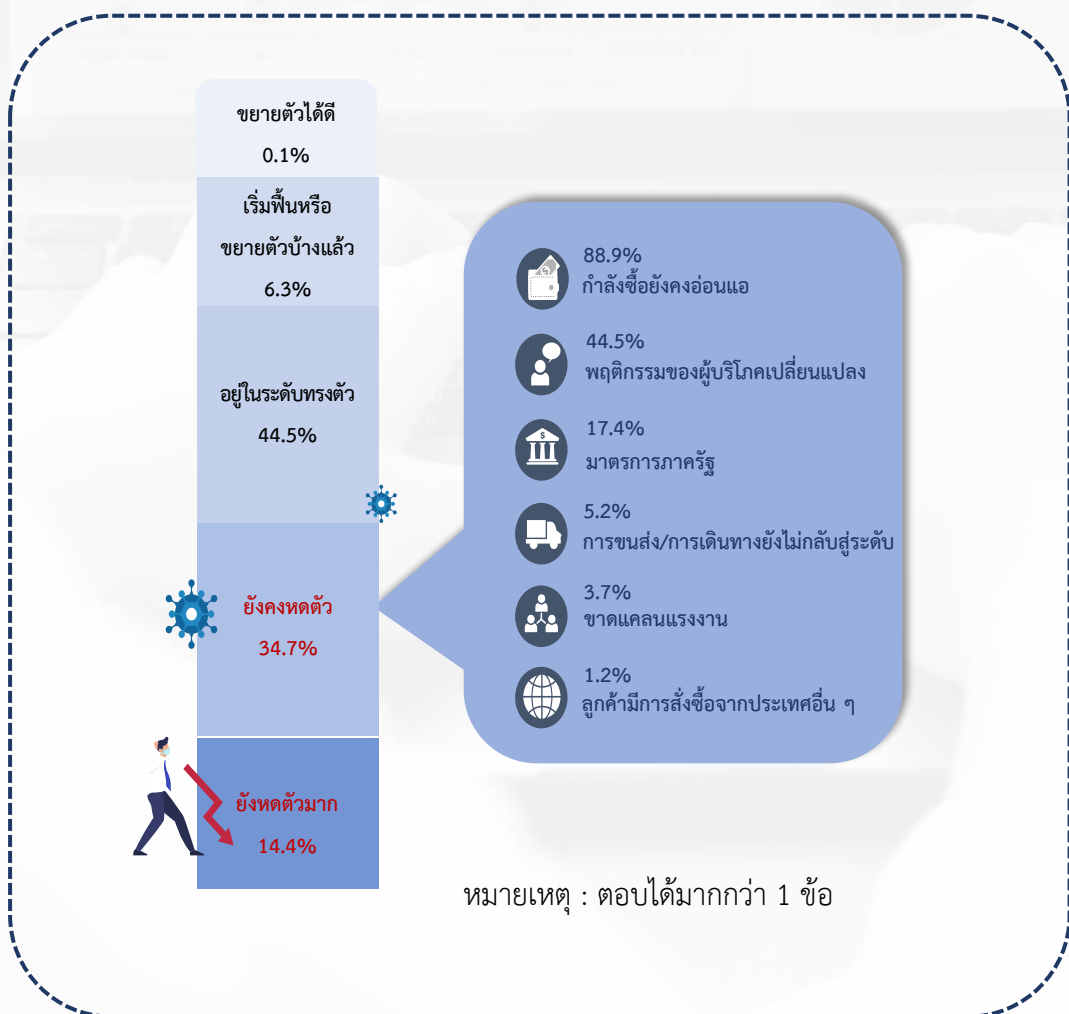 ขยายตัวได้ดี
0.1%
เริ่มฟื้นหรือ
ขยายตัวบ้างแล้ว
6.3%
อยู่ในระดับทรงตัว
44.5%
ยังคงหดตัว
34.7%
ยังหดตัวมาก
14.4%
88.9%
กำลังซื้อยังคงอ่อนแอ
44.5%
พฤติกรรมของผู้บริโภคเปลี่ยนแปลง
17.4%
มาตรการภาครัฐ
5.2%
การขนส่ง/การเดินทางยังไม่กลับสู่ระดับ
3.7%
ขาดแคลนแรงงาน
1.2%
ลูกค้ามีการสั่งซื้อจากประเทศอื่น ๆ
หมายเหตุ : ตอบได้มากกว่า 1 ข้อ